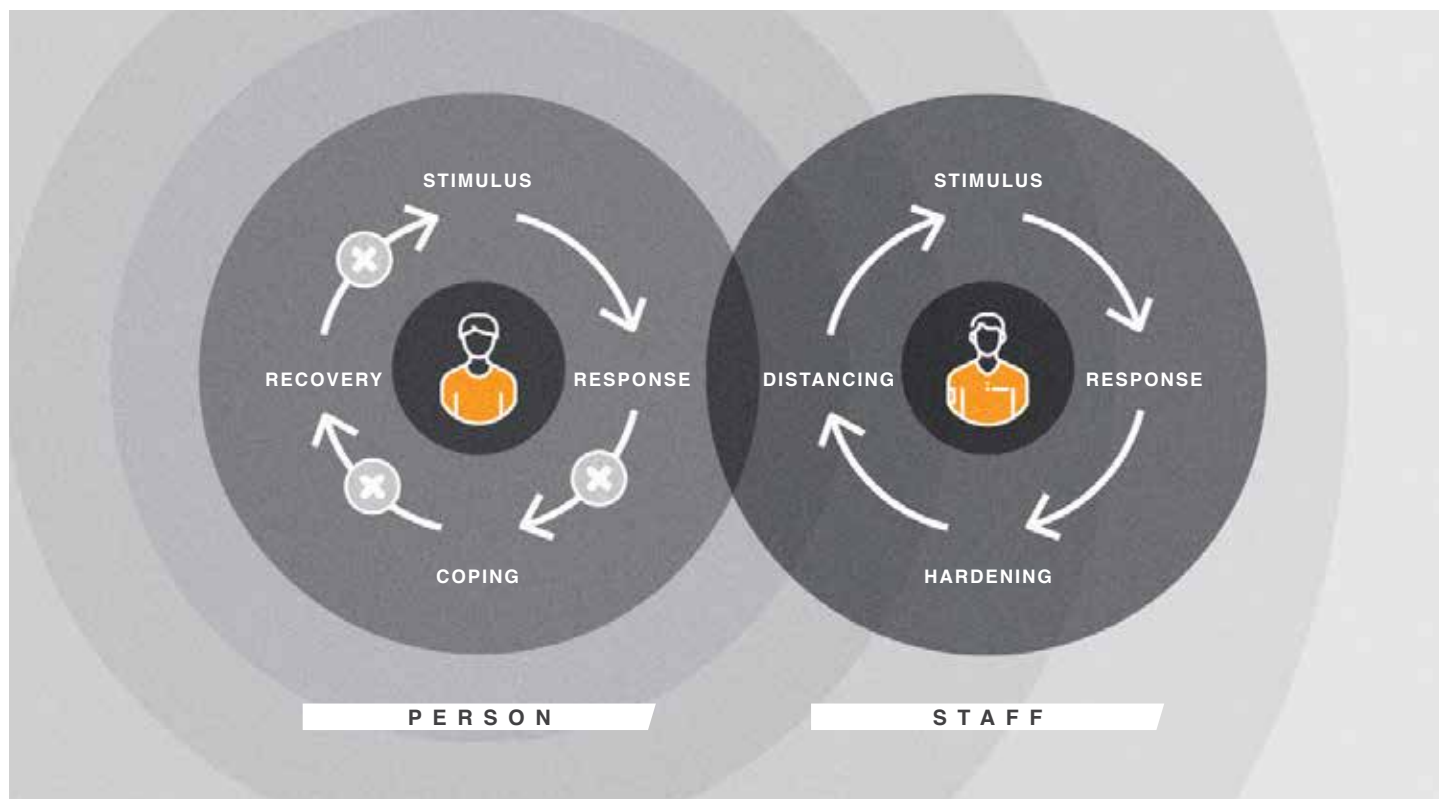 STIMULUS
RECOVERY
RESPONSE
COPING
PERSON
STIMULUS
DISTANCING
RESPONSE
HARDENING
STAFF